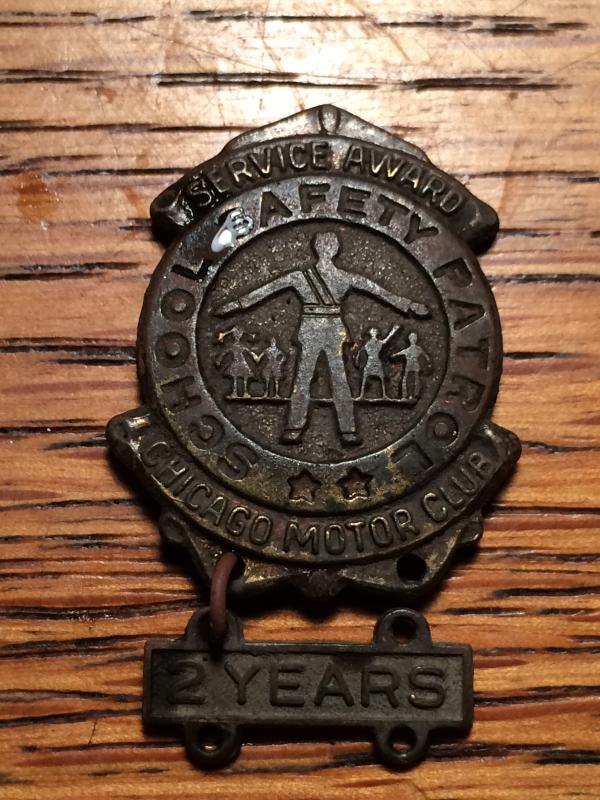 SERVICE AWARD
SCHOOL SAFETY PATROL
CHICAGO MOTOR CLUB
2 YEARS